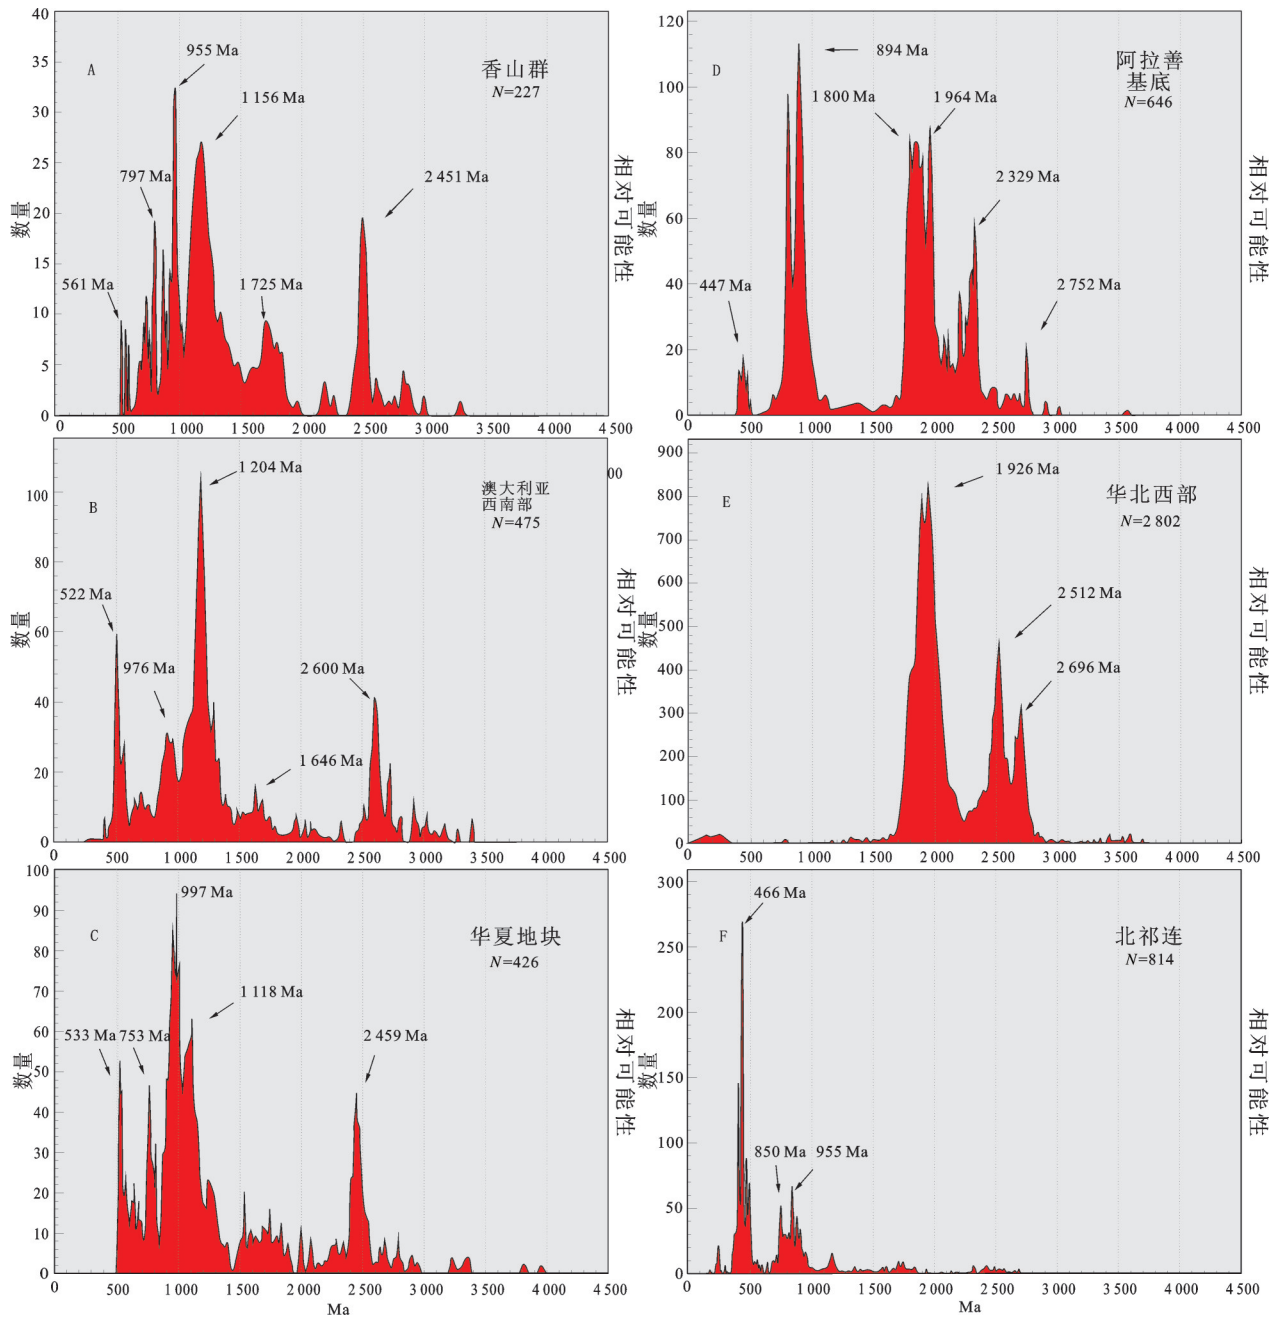 A
香山群
N=227
955 Ma
1 156 Ma
797 Ma
2 451 Ma
561 Ma
1 725 Ma
数量
相对可能性
40
35
30
25
20
15
10
5
0
0 500 1 000 1 500 2 000 2 500 3 000 3 500 4 000 4 500
D
阿拉善
基底
N=646
894 Ma
1 800 Ma
1 964 Ma
2 329 Ma
447 Ma
2 752 Ma
数量
相对可能性
120
100
80
60
40
20
0
0 500 1 000 1 500 2 000 2 500 3 000 3 500 4 000 4 500
B
澳大利亚
西南部
N=475
1 204 Ma
522 Ma
976 Ma
2 600 Ma
1 646 Ma
00
数量
相对可能性
100
80
60
40
20
0
0 500 1 000 1 500 2 000 2 500 3 000 3 500 4 000 4 500
E
华北西部
N=2 802
1 926 Ma
2 512 Ma
2 696 Ma
数量
相对可能性
900
800
700
600
500
400
300
200
100
0
0 500 1 000 1 500 2 000 2 500 3 000 3 500 4 000 4 500
C
华夏地块
N=426
997 Ma
1 118 Ma
533 Ma 753 Ma
2 459 Ma
数量
相对可能性
100
90
80
70
60
50
40
30
20
10
0
0 500 1 000 1 500 2 000 2 500 3 000 3 500 4 000 4 500
Ma
F
北祁连
N=814
466 Ma
850 Ma 955 Ma
数量
相对可能性
300
250
200
150
100
50
0
0 500 1 000 1 500 2 000 2 500 3 000 3 500 4 000 4 500
Ma